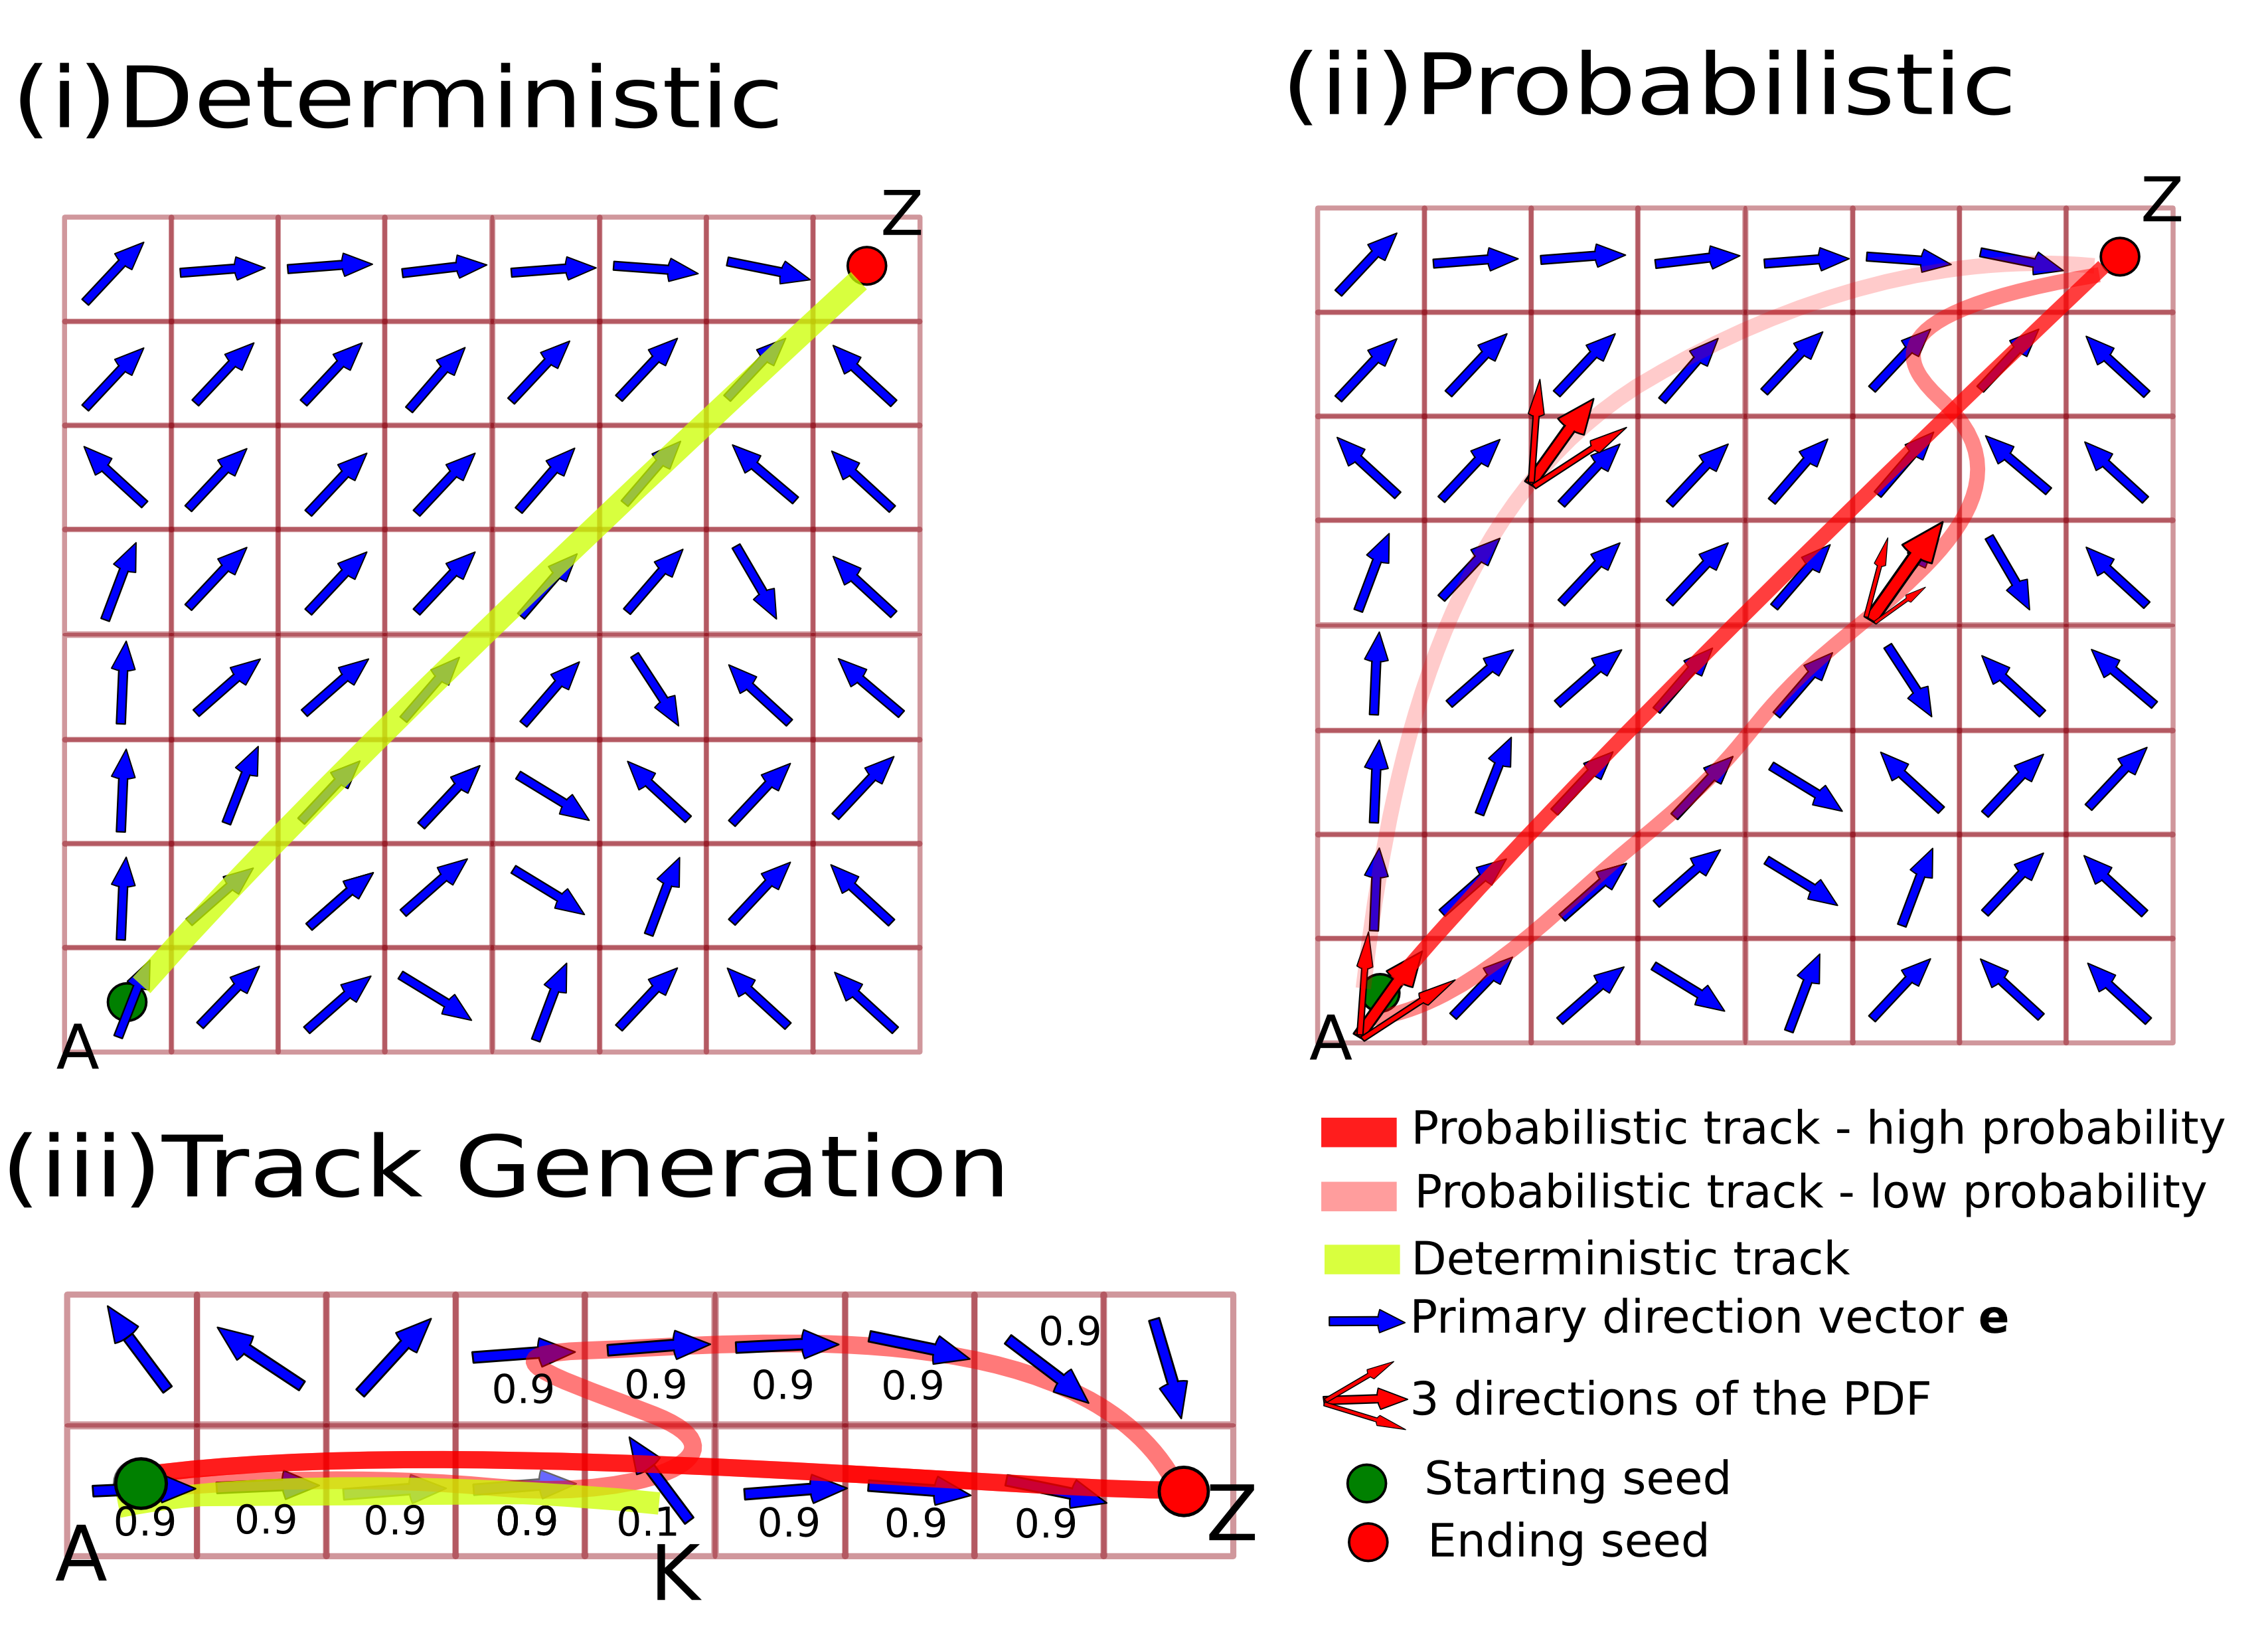 (i)Deterministic
(ii)Probabilistic
Z
A
Z
A
(iii)Track Generation
0.9
0.9
0.9
0.9
0.9
0.9
0.9
0.9
0.9
0.1
0.9
0.9
0.9
A
K
Z
Probabilistic track - high probability
Probabilistic track - low probability
Deterministic track
Primary direction vector e
3 directions of the PDF
Starting seed
Ending seed